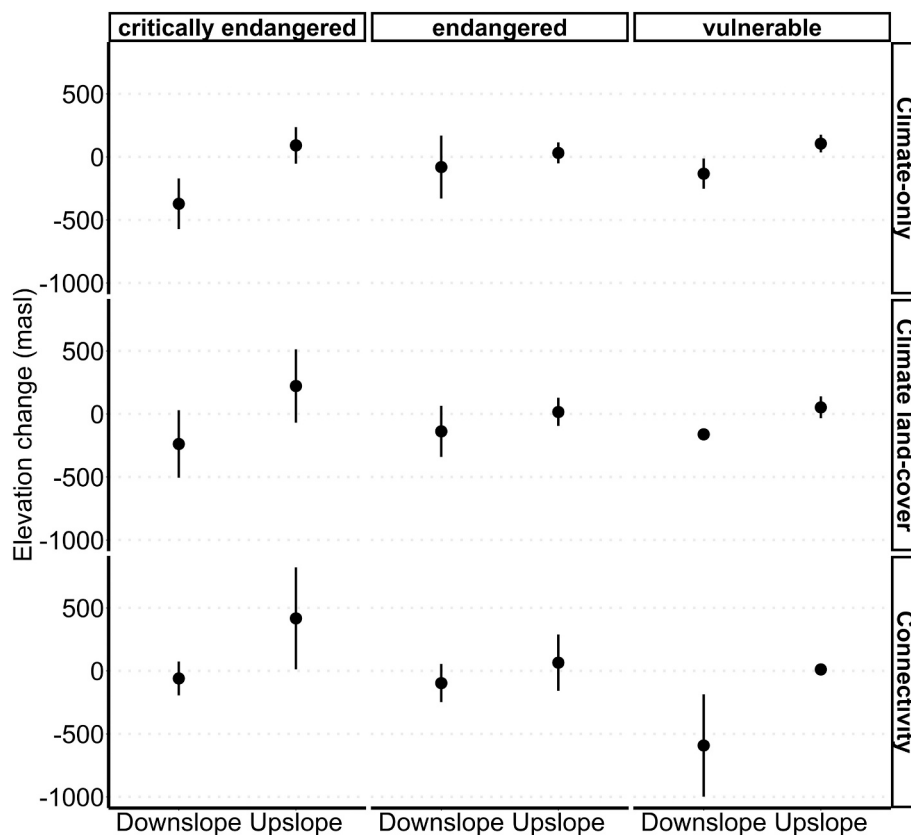 critically endangered endangered vulnerable
500
0
-500
-1000
Climate-only
500
0
-500
-1000
Climate land-cover
500
0
-500
-1000
Connectivity
Elevation change (masl)
Downslope Upslope Downslope Upslope Downslope Upslope